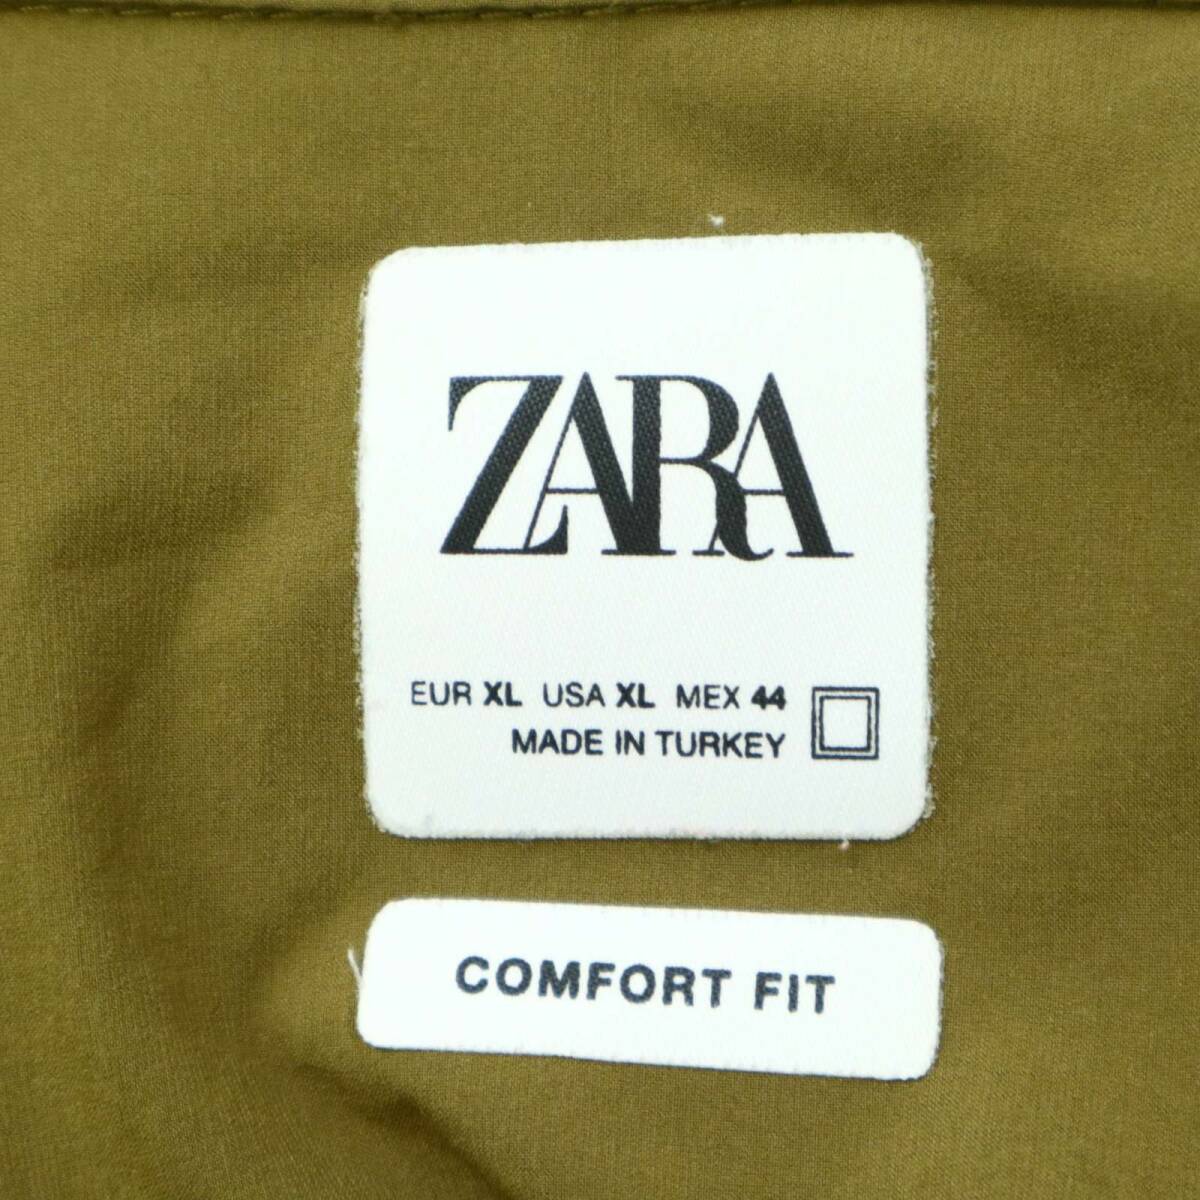 ZARA
EUR XL USA XL MEX 44
MADE IN TURKEY
COMFORT FIT